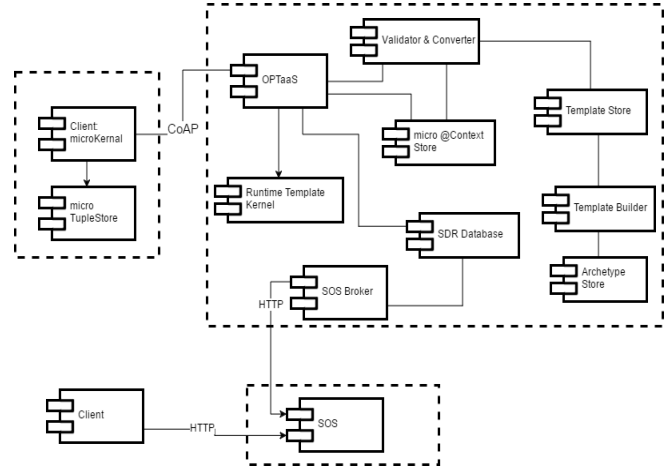 Validator & Converter
OPTaaS
Client:
microKernal
CoAP
micro @Context
Store
Template Store
micro
TupleStore
Runtime Template
Kernel
Template Builder
SDR Database
Archetype
Store
SOS Broker
HTTP
Client
HTTP
SOS